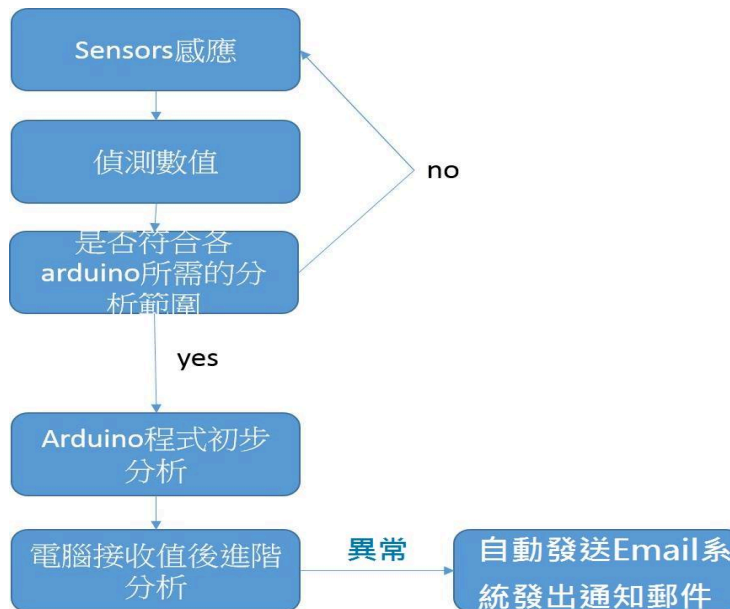 Sensors感應
偵測數值
no
是否符合各
arduino所需的分
析範圍
yes
Arduino程式初步
分析
電腦接收值後進階
分析
異常
自動發送Email系
統發出通知郵件